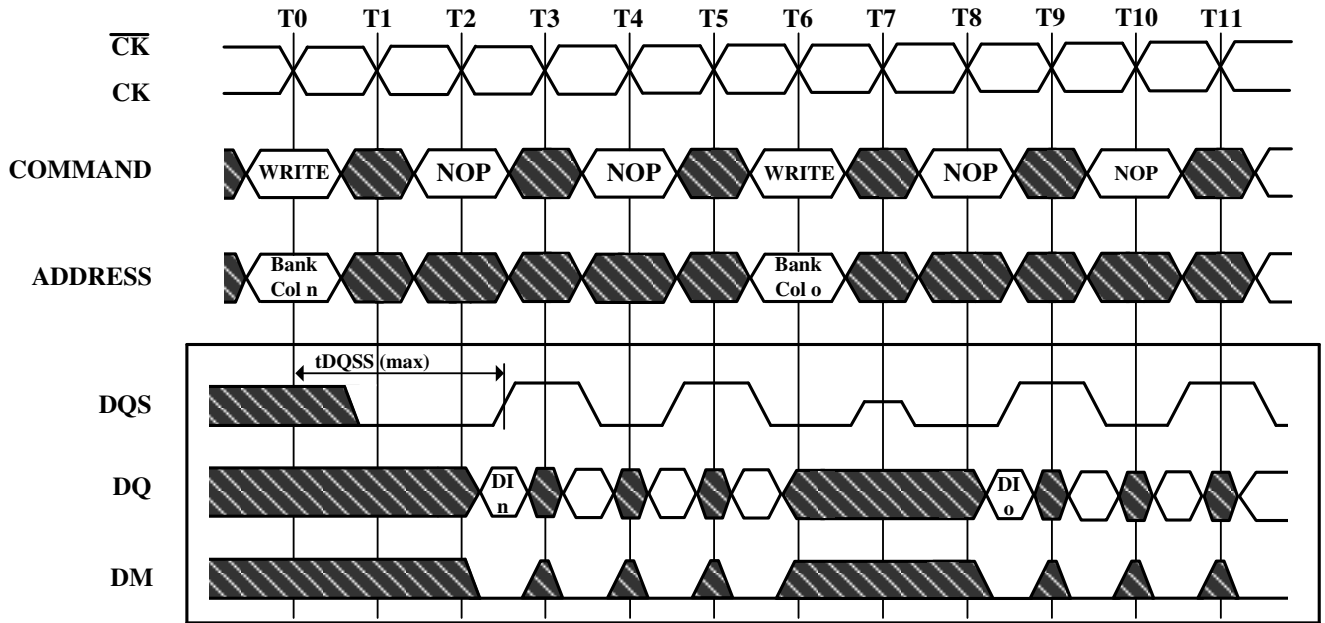 T0 T1 T2 T3 T4 T5 T6 T7 T8 T9 T10 T11
CK
CK
COMMAND WRITE NOP NOP WRITE NOP NOP
ADDRESS Bank Col n Bank Col o
tDQSS (max)
DQS
DQ DI n DI o
DM